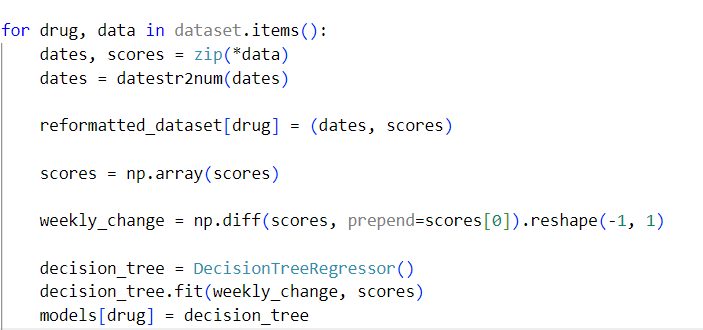 for drug, data in dataset.items():
    dates, scores = zip(*data)
    dates = datestr2num(dates)
    reformatted_dataset[drug] = (dates, scores)
    scores = np.array(scores)
    weekly_change = np.diff(scores, prepend=scores[0]).reshape(-1, 1)
    decision_tree = DecisionTreeRegressor()
    decision_tree.fit(weekly_change, scores)
    models[drug] = decision_tree